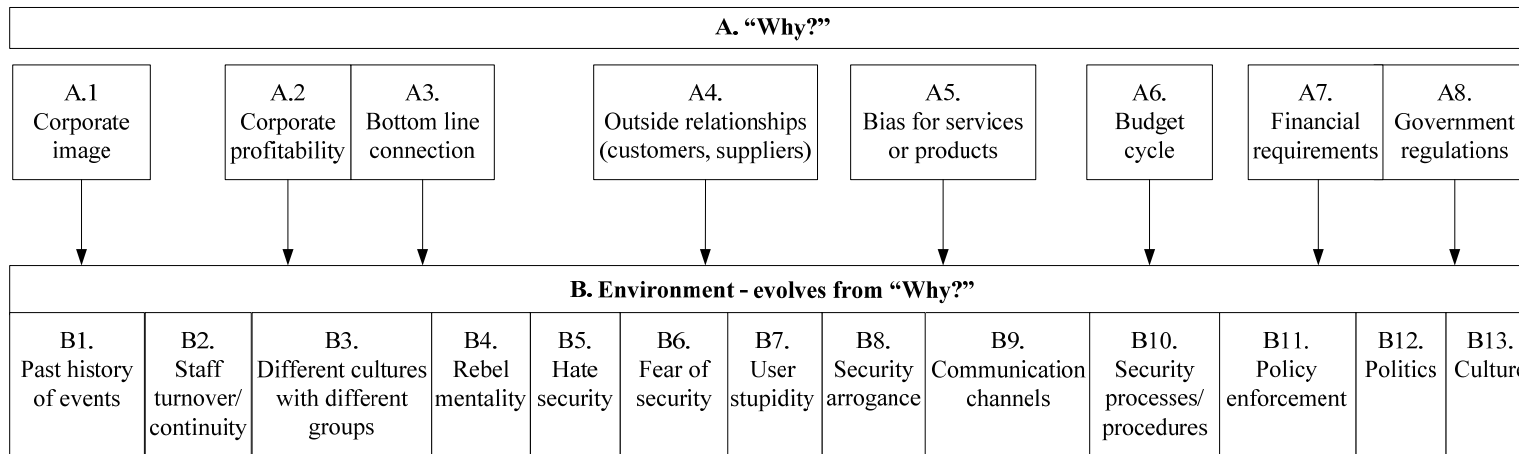 A. “Why?”
A.1
Corporate
image
A.2
Corporate
profitability
A3.
Bottom line
connection
A4.
Outside relationships
(customers, suppliers)
A5.
Bias for services
or products
A6.
Budget
cycle
A7.
Financial
requirements
A8.
Government
regulations
B. Environment - evolves from “Why?”
B1.
Past history
of events
B2.
Staff
turnover/
continuity
B3.
Different cultures
with different
groups
B4.
Rebel
mentality
B5.
Hate
security
B6.
Fear of
security
B7.
User
stupidity
B8.
Security
arrogance
B9.
Communication
channels
B10.
Security
processes/
procedures
B11.
Policy
enforcement
B12.
Politics
B13.
Culture